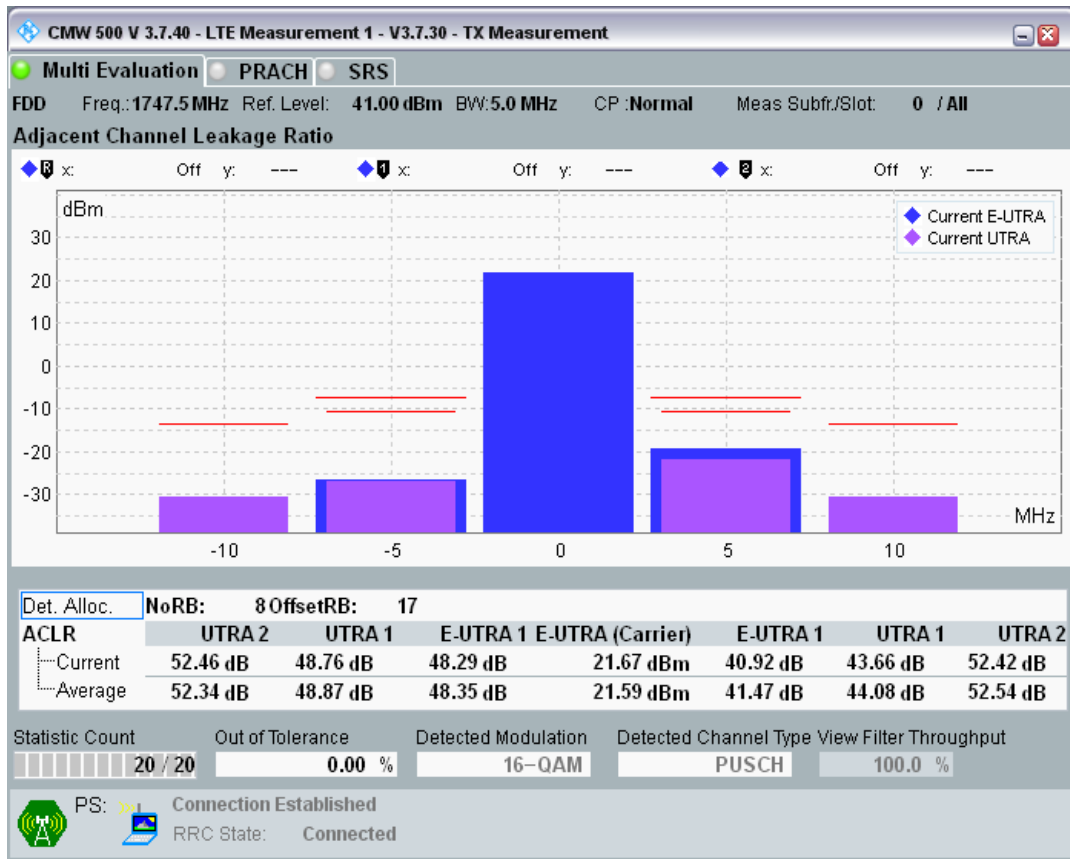 CMW 500 V 3.7.40 - LTE Measurement 1 - V3.7.30 - TX Measurement
Multi Evaluation PRACH SRS
FDD Freq.:1747.5 MHz Ref. Level: 41.00 dBm BW:5.0 MHz CP :Normal Meas Subfr./Slot: 0 / All
Adjacent Channel Leakage Ratio
R x: Off y: --- 1 x: Off y: --- 2 x: Off y: ---
dBm
Current E-UTRA
Current UTRA
30
20
10
0
-10
-20
-30
MHz
-10 -5 0 5 10
Det. Alloc. NoRB: 8 OffsetRB: 17
ACLR UTRA 2 UTRA 1 E-UTRA 1 E-UTRA (Carrier) E-UTRA 1 UTRA 1 UTRA 2
Current 52.46 dB 48.76 dB 48.29 dB 21.67 dBm 40.92 dB 43.66 dB 52.42 dB
Average 52.34 dB 48.87 dB 48.35 dB 21.59 dBm 41.47 dB 44.08 dB 52.54 dB
Statistic Count Out of Tolerance Detected Modulation Detected Channel Type View Filter Throughput
20 / 20 0.00 % 16-QAM PUSCH 100.0 %
PS: Connection Established
RRC State: Connected